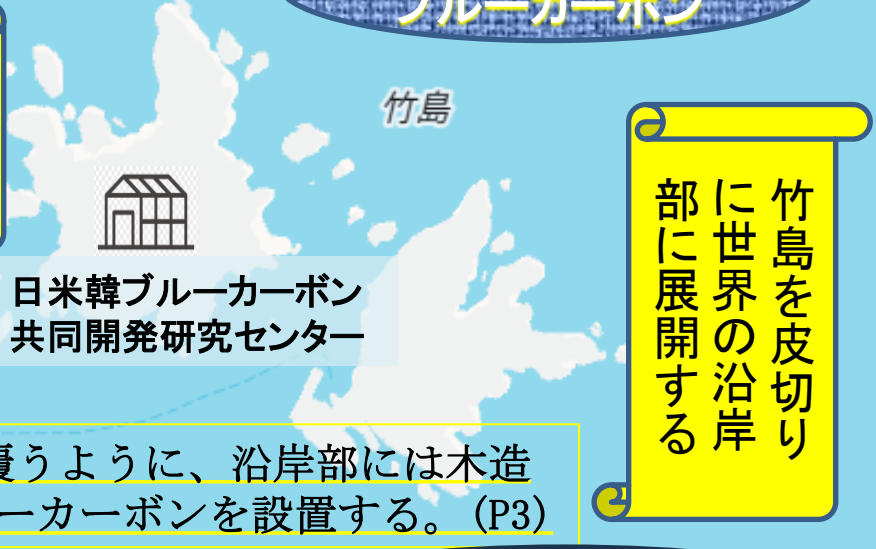 ブルーカーボン
竹島
竹島を皮切り
に世界の沿岸
部に展開する
日米韓ブルーカーボン
共同開発研究センター
覆うように、沿岸部には木造
ーカーボンを設置する。(P3)